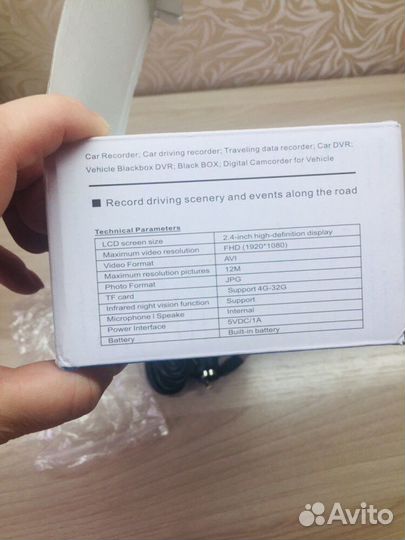 Car Recorder; Car driving recorder; Traveling data recorder, Car DVR;
Vehicle Blackbox DVR; Black BOX; Digital Camcorder for Vehicle
Record driving scenery and events along the road
Technical Parameters
LCD screen size 2.4-inch high-definition display
Maximum video resolution FHD (1920*1080)
Video Format AVI
Maximum resolution pictures 12M
Photo Format JPG
TF card Support 4G-32G
Infrared night vision function Support
Microphone i Speake Internal
Power Interface 5VDC/1A
Battery Built-in battery
Avito